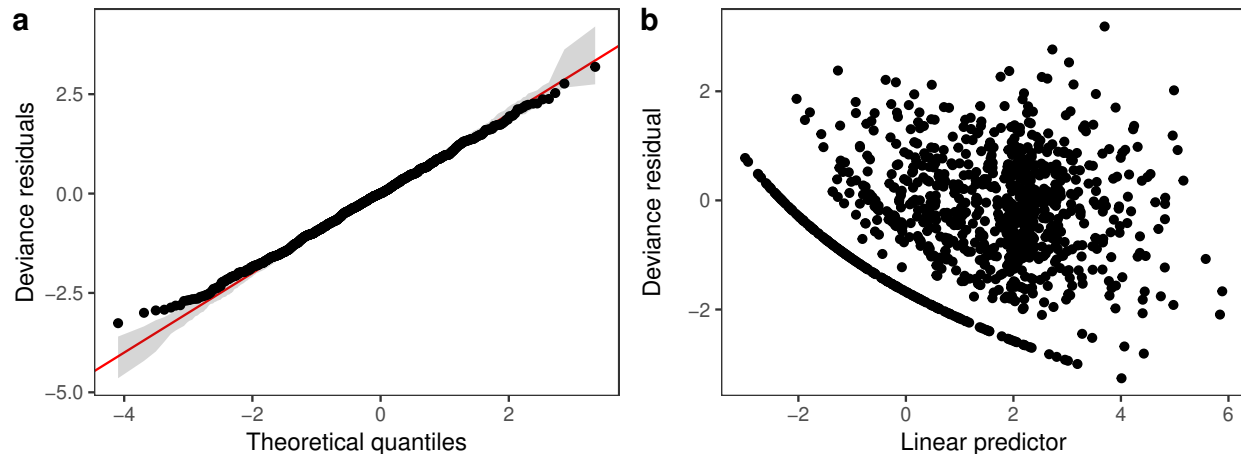 a
Deviance residuals
2.5
0.0
−2.5
−5.0
−4
−2
0
2
Theoretical quantiles
b
Deviance residual
2
0
−2
−2
0
2
4
6
Linear predictor